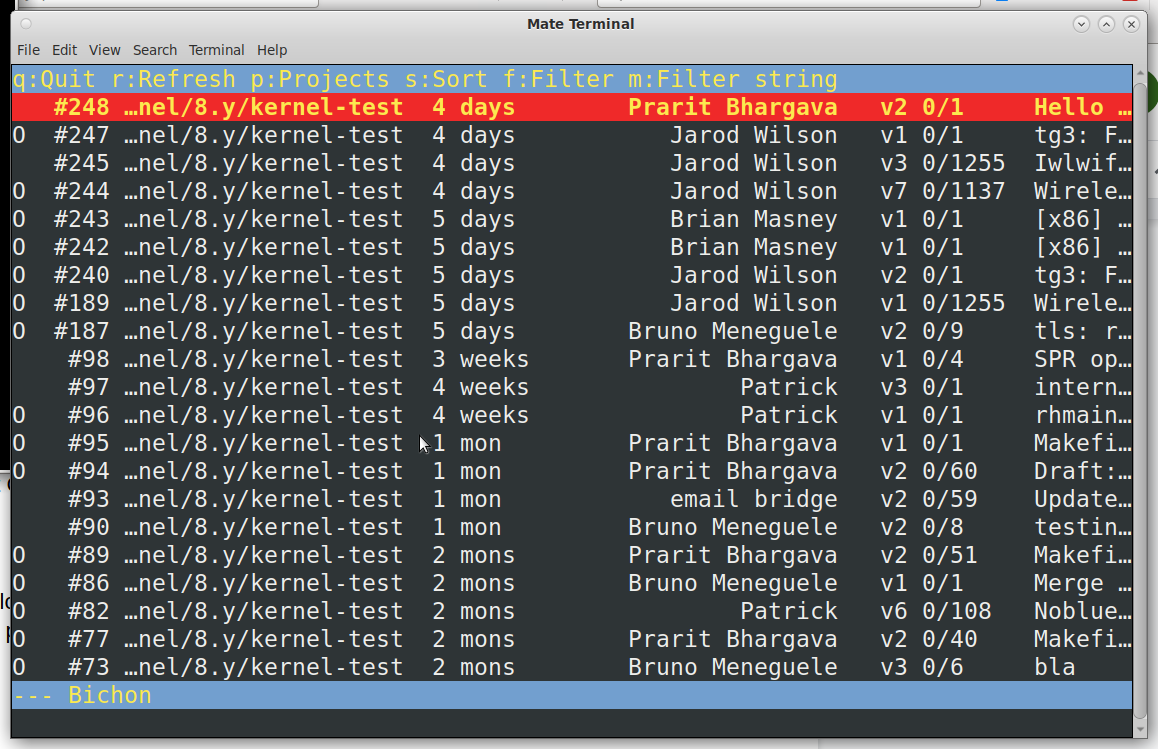 Mate Terminal
File Edit View Search Terminal Help
q:Quit r:Refresh p:Projects s:Sort f:Filter m:Filter string
#248 …nel/8.y/kernel-test 4 days Prarit Bhargava v2 0/1 Hello …
O #247 …nel/8.y/kernel-test 4 days Jarod Wilson v1 0/1 tg3: F…
#245 …nel/8.y/kernel-test 4 days Jarod Wilson v3 0/1255 Iwlwif…
O #244 …nel/8.y/kernel-test 4 days Jarod Wilson v7 0/1137 Wirele…
O #243 …nel/8.y/kernel-test 5 days Brian Masney v1 0/1 [x86] …
O #242 …nel/8.y/kernel-test 5 days Brian Masney v1 0/1 [x86] …
O #240 …nel/8.y/kernel-test 5 days Jarod Wilson v2 0/1 tg3: F…
O #189 …nel/8.y/kernel-test 5 days Jarod Wilson v1 0/1255 Wirele…
O #187 …nel/8.y/kernel-test 5 days Bruno Meneguele v2 0/9 tls: r…
#98 …nel/8.y/kernel-test 3 weeks Prarit Bhargava v1 0/4 SPR op…
#97 …nel/8.y/kernel-test 4 weeks Patrick v3 0/1 intern…
O #96 …nel/8.y/kernel-test 4 weeks Patrick v1 0/1 rhmain…
O #95 …nel/8.y/kernel-test 1 mon Prarit Bhargava v1 0/1 Makefi…
O #94 …nel/8.y/kernel-test 1 mon Prarit Bhargava v2 0/60 Draft:…
#93 …nel/8.y/kernel-test 1 mon email bridge v2 0/59 Update…
#90 …nel/8.y/kernel-test 1 mon Bruno Meneguele v2 0/8 testin…
O #89 …nel/8.y/kernel-test 2 mons Prarit Bhargava v2 0/51 Makefi…
O #86 …nel/8.y/kernel-test 2 mons Bruno Meneguele v1 0/1 Merge …
O #82 …nel/8.y/kernel-test 2 mons Patrick v6 0/108 Noblue…
O #77 …nel/8.y/kernel-test 2 mons Prarit Bhargava v2 0/40 Makefi…
O #73 …nel/8.y/kernel-test 2 mons Bruno Meneguele v3 0/6 bla
--- Bichon